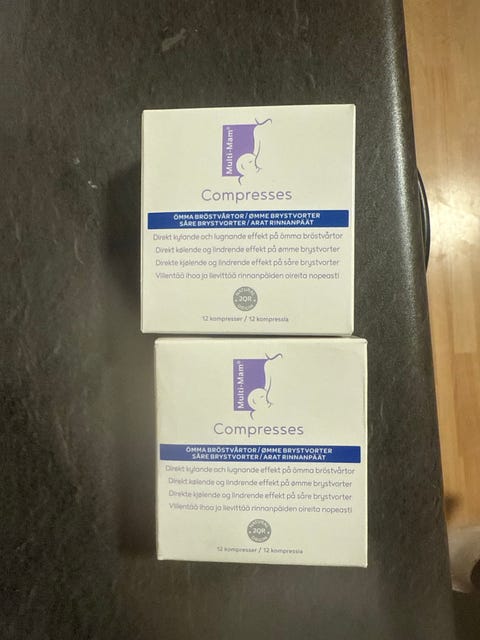 Multi-Mam®
Compresses
ÖMMA BRÖSTVÅRTOR / ØMME BRYSTVORTER
SÅRE BRYSTVORTER / ARAT RINNANPÄÄT
Direkt kylande och lugnande effekt på ömma bröstvårtor
Direkt kølende og lindrende effekt på ømme brystvorter
Direkte kjølende og lindrende effekt på såre brystvorter
Viilentää ihoa ja lievittää rinnanpäiden oireita nopeasti
NATURAL
2QR
12 kompresser / 12 kompressia
Multi-Mam®
Compresses
ÖMMA BRÖSTVÅRTOR / ØMME BRYSTVORTER
SÅRE BRYSTVORTER / ARAT RINNANPÄÄT
Direkt kylande och lugnande effekt på ömma bröstvårtor
Direkt kølende og lindrende effekt på ømme brystvorter
Direkte kjølende og lindrende effekt på såre brystvorter
Viilentää ihoa ja lievittää rinnanpäiden oireita nopeasti
NATURAL
2QR
12 kompresser / 12 kompressia